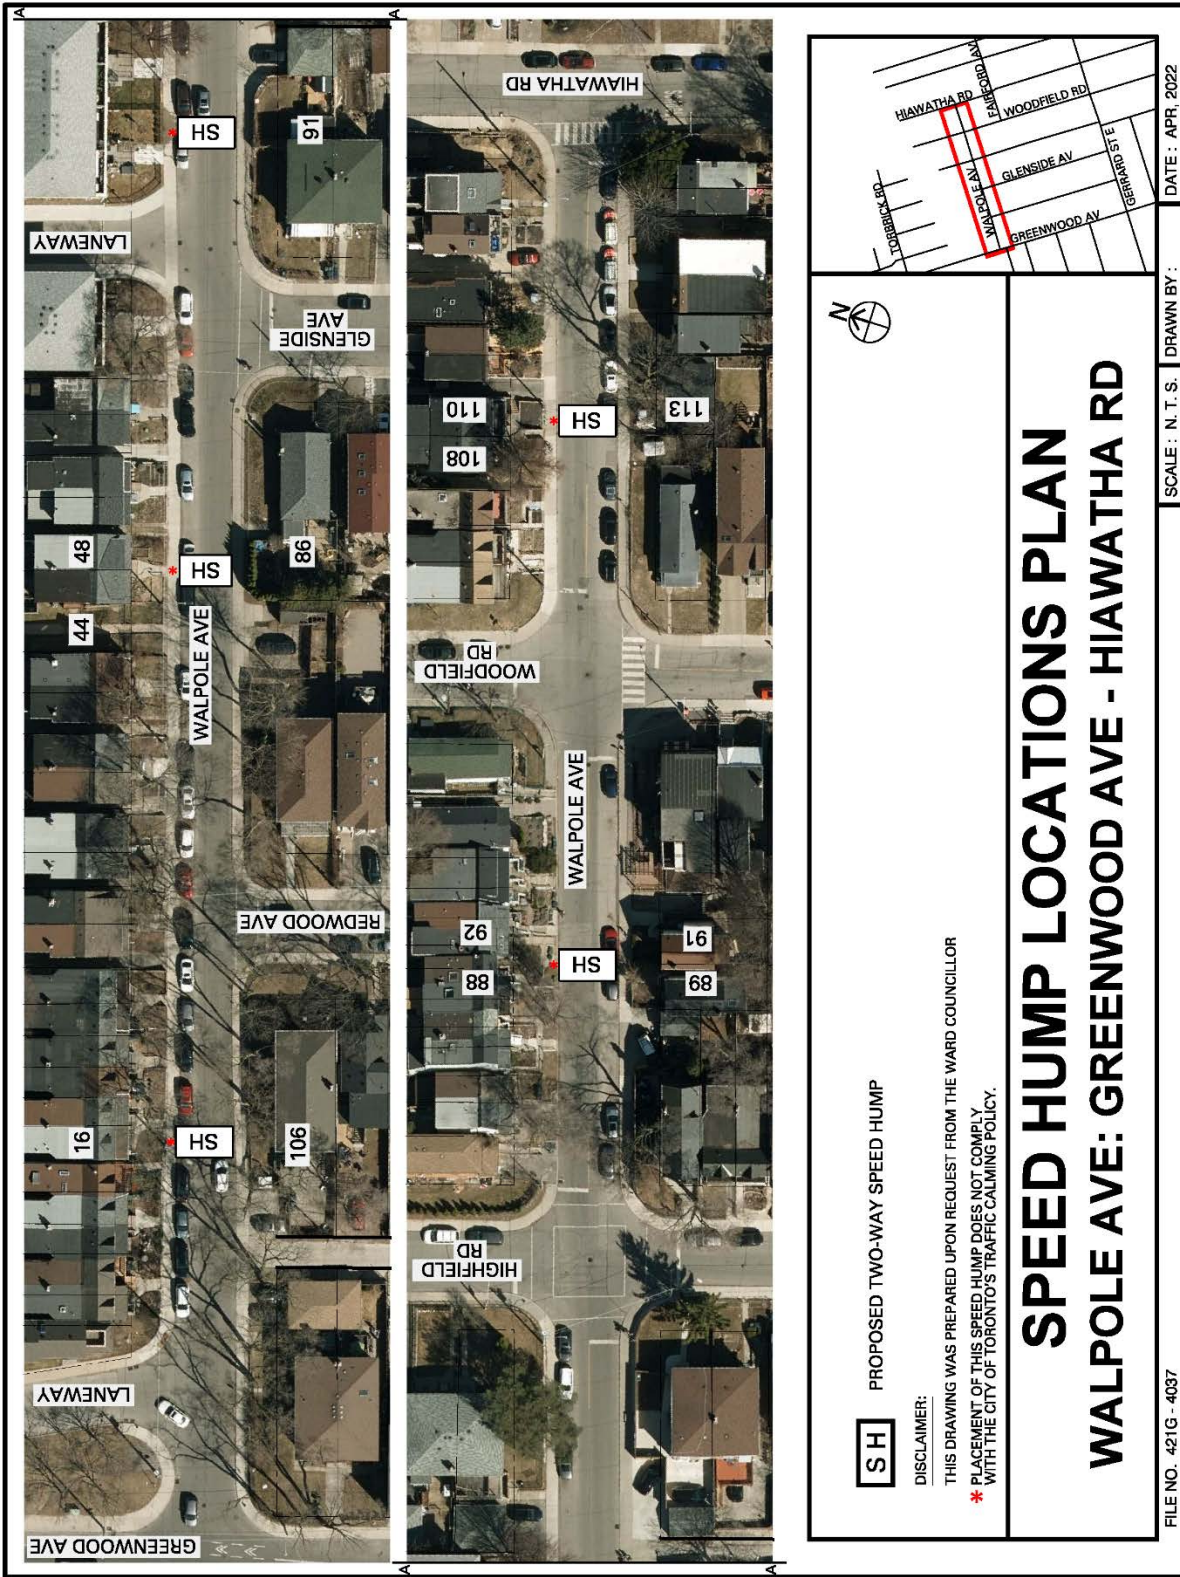 A
A
LANEWAY
16
44
48
LANEWAY
SH
SH
SH
WALPOLE AVE
GREENWOOD AVE
106
REDWOOD AVE
86
GLENSIDE
AVE
91
A
A
HIGHFIELD
RD
88
92
WOODFIELD
RD
108
110
HIAWATHA RD
SH
WALPOLE AVE
SH
89
91
113
SH PROPOSED TWO-WAY SPEED HUMP
DISCLAIMER:
THIS DRAWING WAS PREPARED UPON REQUEST FROM THE WARD COUNCILLOR
* PLACEMENT OF THIS SPEED HUMP DOES NOT COMPLY
WITH THE CITY OF TORONTO'S TRAFFIC CALMING POLICY.
N
TORBRICK RD
HIAWATHA RD
FAIRFORD AV
WALPOLE AV
WOODFIELD RD
GLENSIDE AV
GREENWOOD AV
GERRARD ST E
SPEED HUMP LOCATIONS PLAN
WALPOLE AVE: GREENWOOD AVE - HIAWATHA RD
FILE NO. 421G - 4037
SCALE : N. T. S.
DRAWN BY :
DATE : APR, 2022